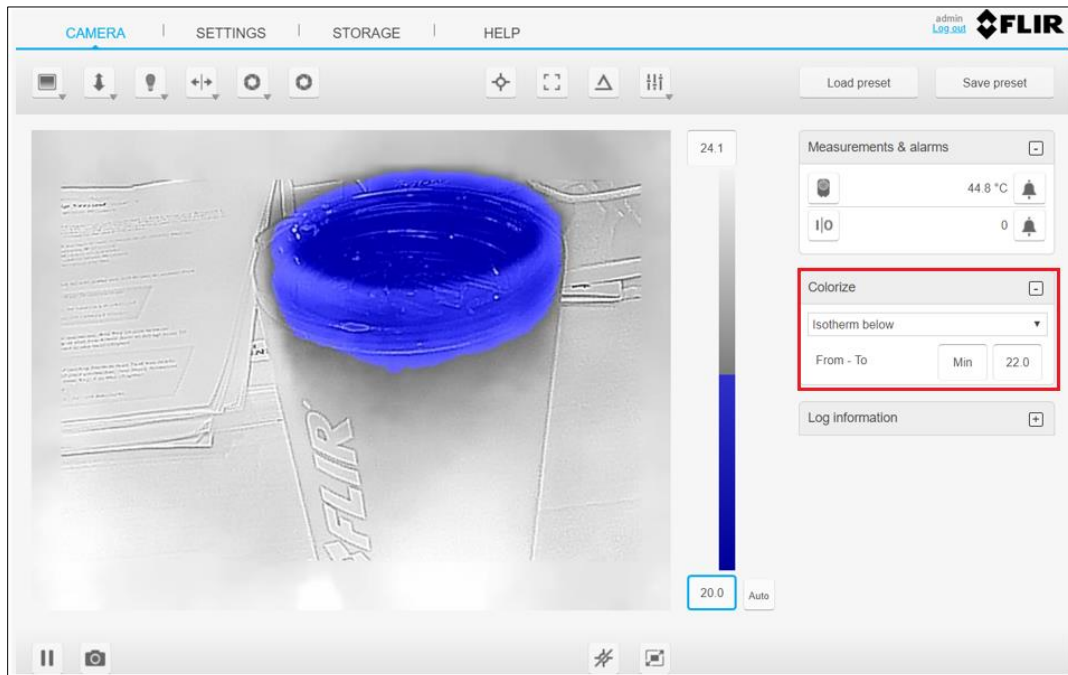 CAMERA SETTINGS STORAGE HELP
admin
Log out
FLIR
Load preset Save preset
24.1
Measurements & alarms
44.8 °C
I|O 0
Colorize
Isotherm below
From - To Min 22.0
Log information
FLIR
20.0 Auto